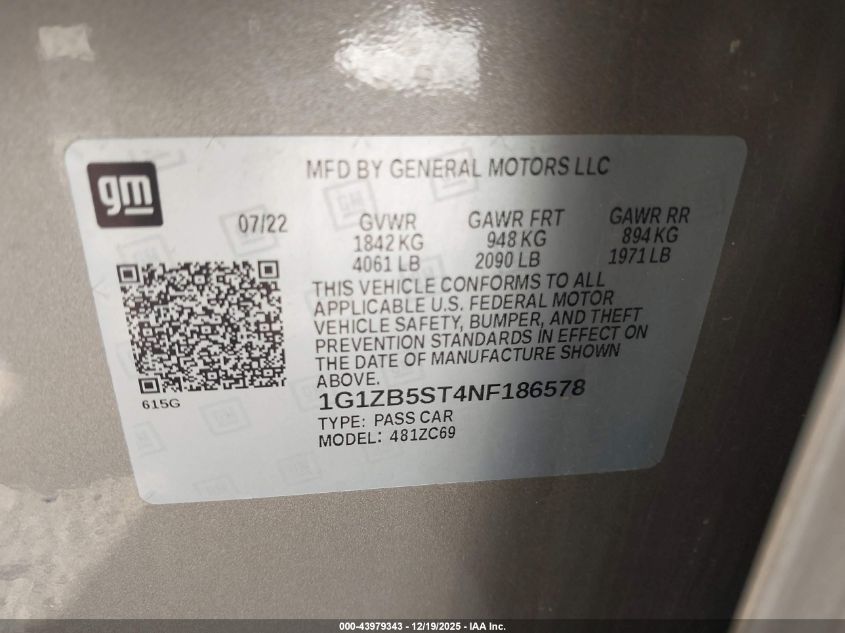 gm
MFD BY GENERAL MOTORS LLC
07/22
GVWR
1842 KG
4061 LB
GAWR FRT
948 KG
2090 LB
GAWR RR
894 KG
1971 LB
THIS VEHICLE CONFORMS TO ALL
APPLICABLE U.S. FEDERAL MOTOR
VEHICLE SAFETY, BUMPER, AND THEFT
PREVENTION STANDARDS IN EFFECT ON
THE DATE OF MANUFACTURE SHOWN
ABOVE.
615G
1G1ZB5ST4NF186578
TYPE: PASS CAR
MODEL: 481ZC69
000-43979343 - 12/19/2025 - IAA Inc.